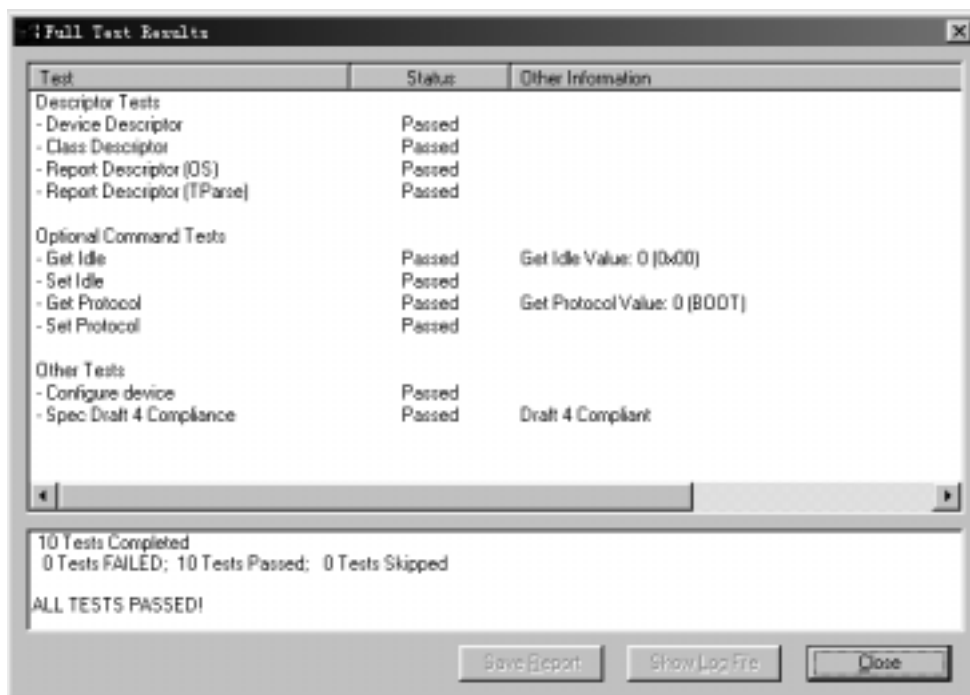 Full Test Results
Test Status Other Information
Descriptor Tests
- Device Descriptor Passed
- Class Descriptor Passed
- Report Descriptor (OS) Passed
- Report Descriptor (TParse) Passed
Optional Command Tests
- Get Idle Passed Get Idle Value: 0 (0x00)
- Set Idle Passed
- Get Protocol Passed Get Protocol Value: 0 (BOOT)
- Set Protocol Passed
Other Tests
- Configure device Passed
- Spec Draft 4 Compliance Passed Draft 4 Compliant
10 Tests Completed
0 Tests FAILED; 10 Tests Passed; 0 Tests Skipped
ALL TESTS PASSED!
Save Report Show Log File Close